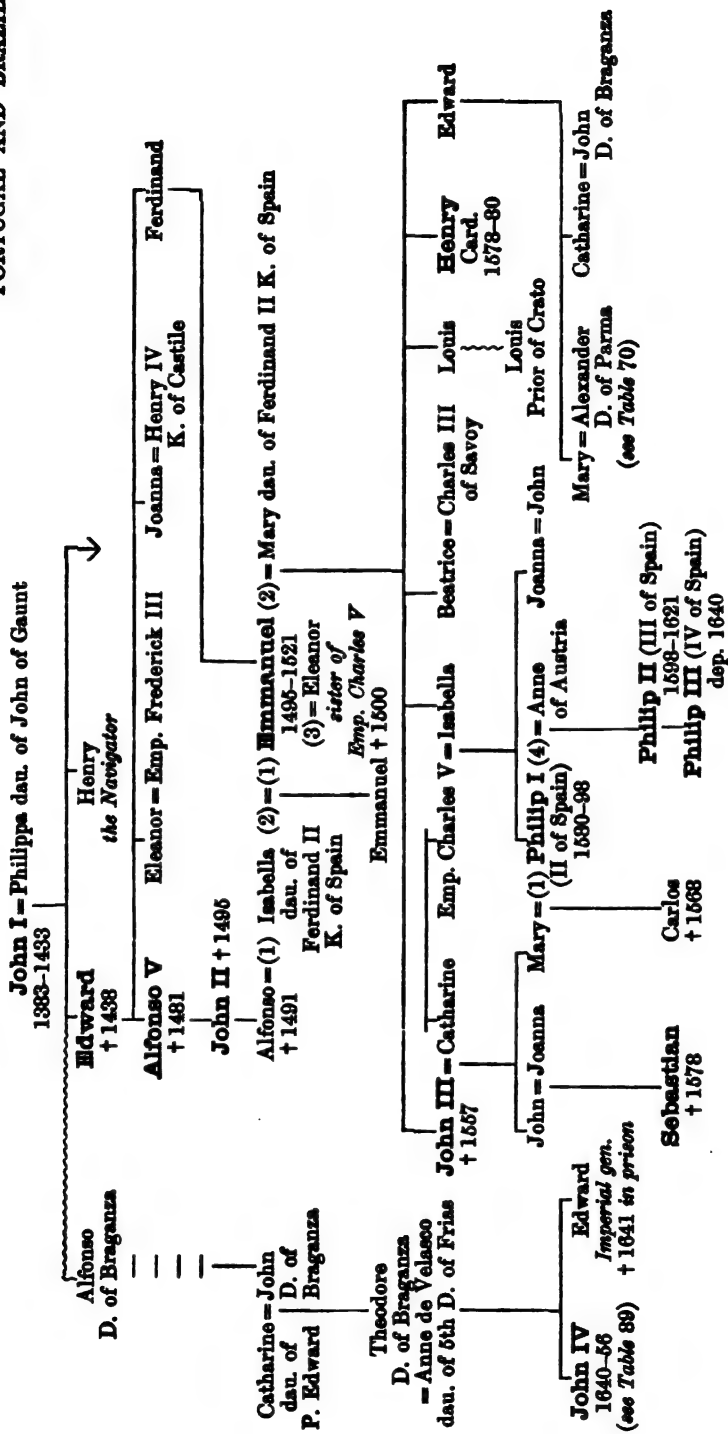 John I = Philippa dau. of John of Gaunt
1383-1433
Alfonso
D. of Braganza
Edward
† 1438
Henry
the Navigator
Alfonso V
† 1481
Eleanor = Emp. Frederick III
Joanna = Henry IV
K. of Castile
Ferdinand
John II † 1495
Alfonso = (1) Isabella (2) = (1) Emmanuel (2) = Mary dau. of Ferdinand II K. of Spain
† 1491
dau. of
Ferdinand II
K. of Spain
1495-1521
(3) = Eleanor
sister of
Emp. Charles V
Emmanuel † 1500
Catharine = John
dau. of
P. Edward
D. of
Braganza
John III = Catharine
† 1557
Emp. Charles V = Isabella
Beatrice = Charles III
of Savoy
Louis
Henry
Card.
1578-80
Edward
Louis
Prior of Crato
Theodore
D. of Braganza
= Anne de Velasco
dau. of 5th D. of Frias
John = Joanna
Mary = (1) Philip I (4) = Anne
(II of Spain)
1580-98
of Austria
Joanna = John
Mary = Alexander
D. of Parma
(see Table 70)
Catharine = John
D. of Braganza
John IV
1640-56
(see Table 89)
Edward
Imperial gen.
† 1641 in prison
Sebastian
† 1578
Carlos
† 1568
Philip II (III of Spain)
1598-1621
Philip III (IV of Spain)
dep. 1640